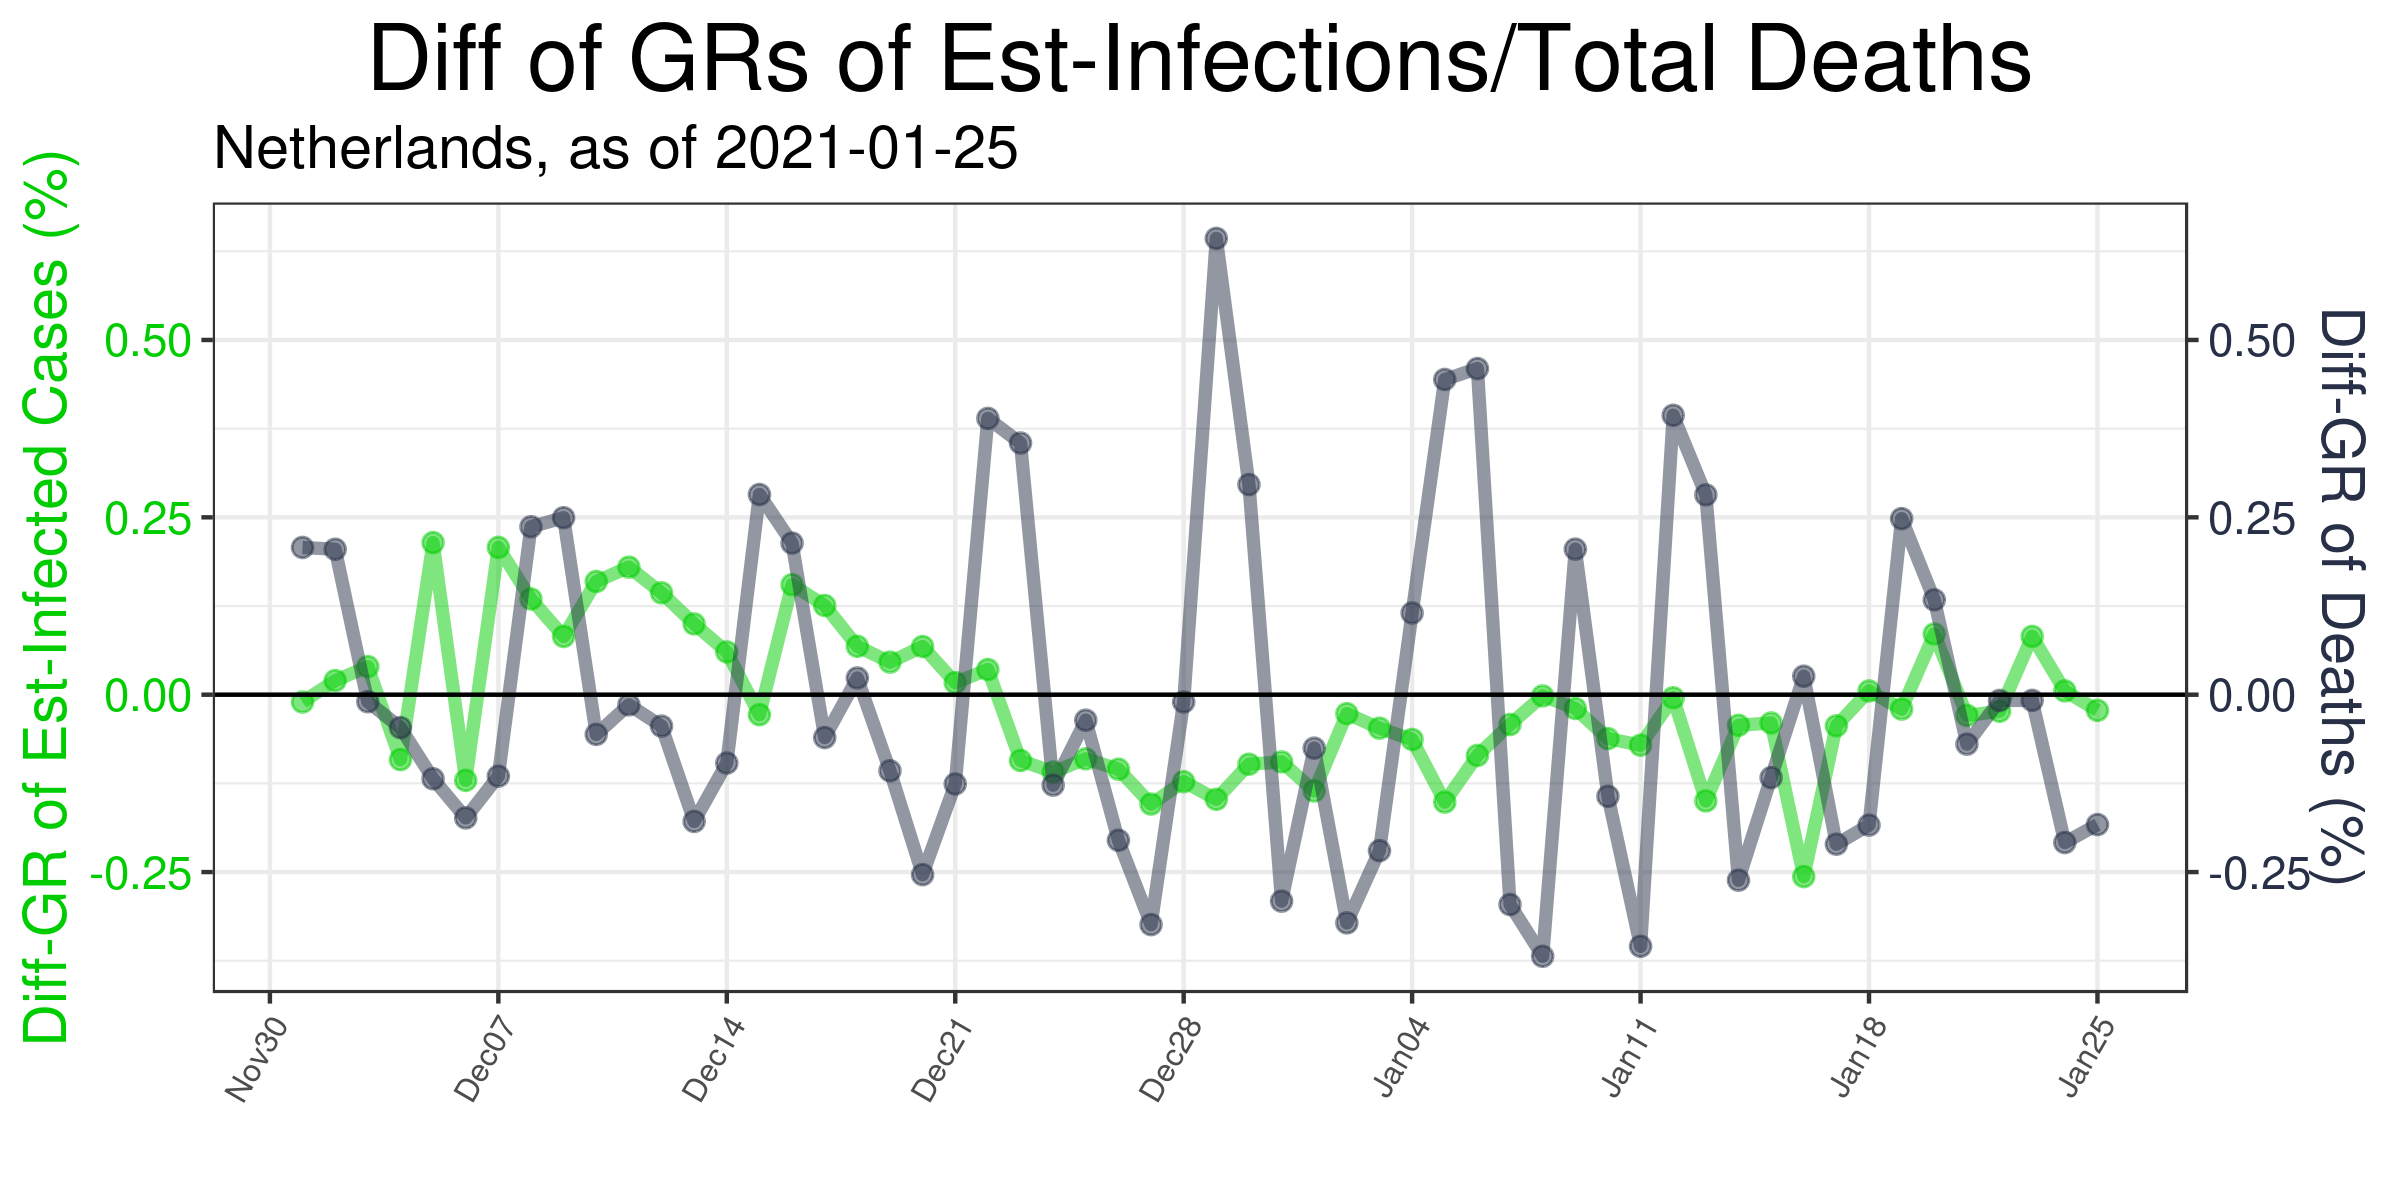 Diff of GRs of Est-Infections/Total Deaths
Netherlands, as of 2021-01-25
Diff-GR of Est-Infected Cases (%)
0.50
0.25
0.00
-0.25
0.50
0.25
0.00
-0.25
Diff-GR of Deaths (%)
Nov30
Dec07
Dec14
Dec21
Dec28
Jan04
Jan11
Jan18
Jan25